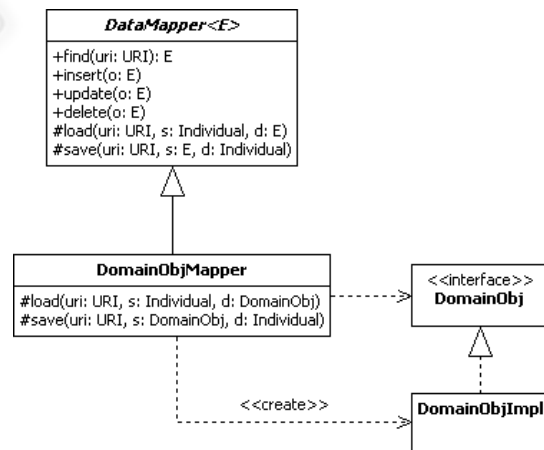 DataMapper<E>
+find(uri: URI): E
+insert(o: E)
+update(o: E)
+delete(o: E)
#load(uri: URI, s: Individual, d: E)
#save(uri: URI, s: E, d: Individual)
DomainObjMapper
#load(uri: URI, s: Individual, d: DomainObj)
#save(uri: URI, s: DomainObj, d: Individual)
<<interface>>
DomainObj
<<create>>
DomainObjImpl